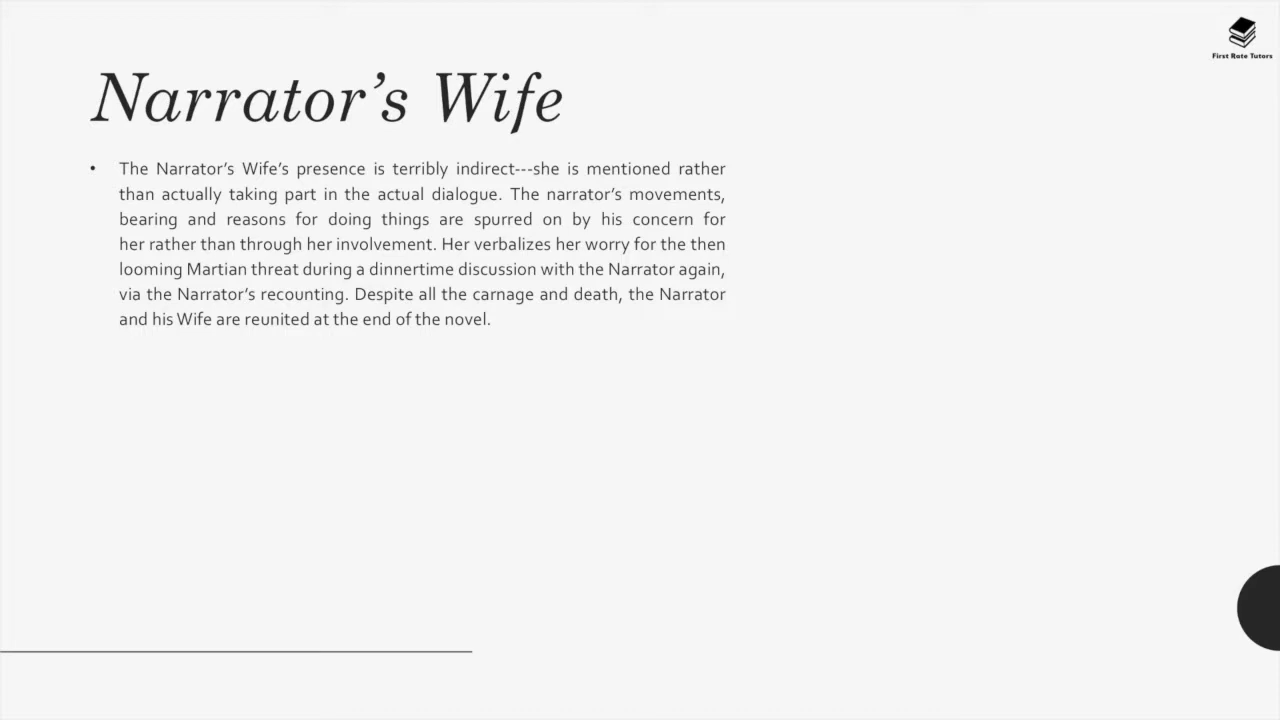 First Rate Tutors
Narrator’s Wife
• The Narrator’s Wife’s presence is terribly indirect---she is mentioned rather
than actually taking part in the actual dialogue. The narrator’s movements,
bearing and reasons for doing things are spurred on by his concern for
her rather than through her involvement. Her verbalizes her worry for the then
looming Martian threat during a dinnertime discussion with the Narrator again,
via the Narrator’s recounting. Despite all the carnage and death, the Narrator
and his Wife are reunited at the end of the novel.